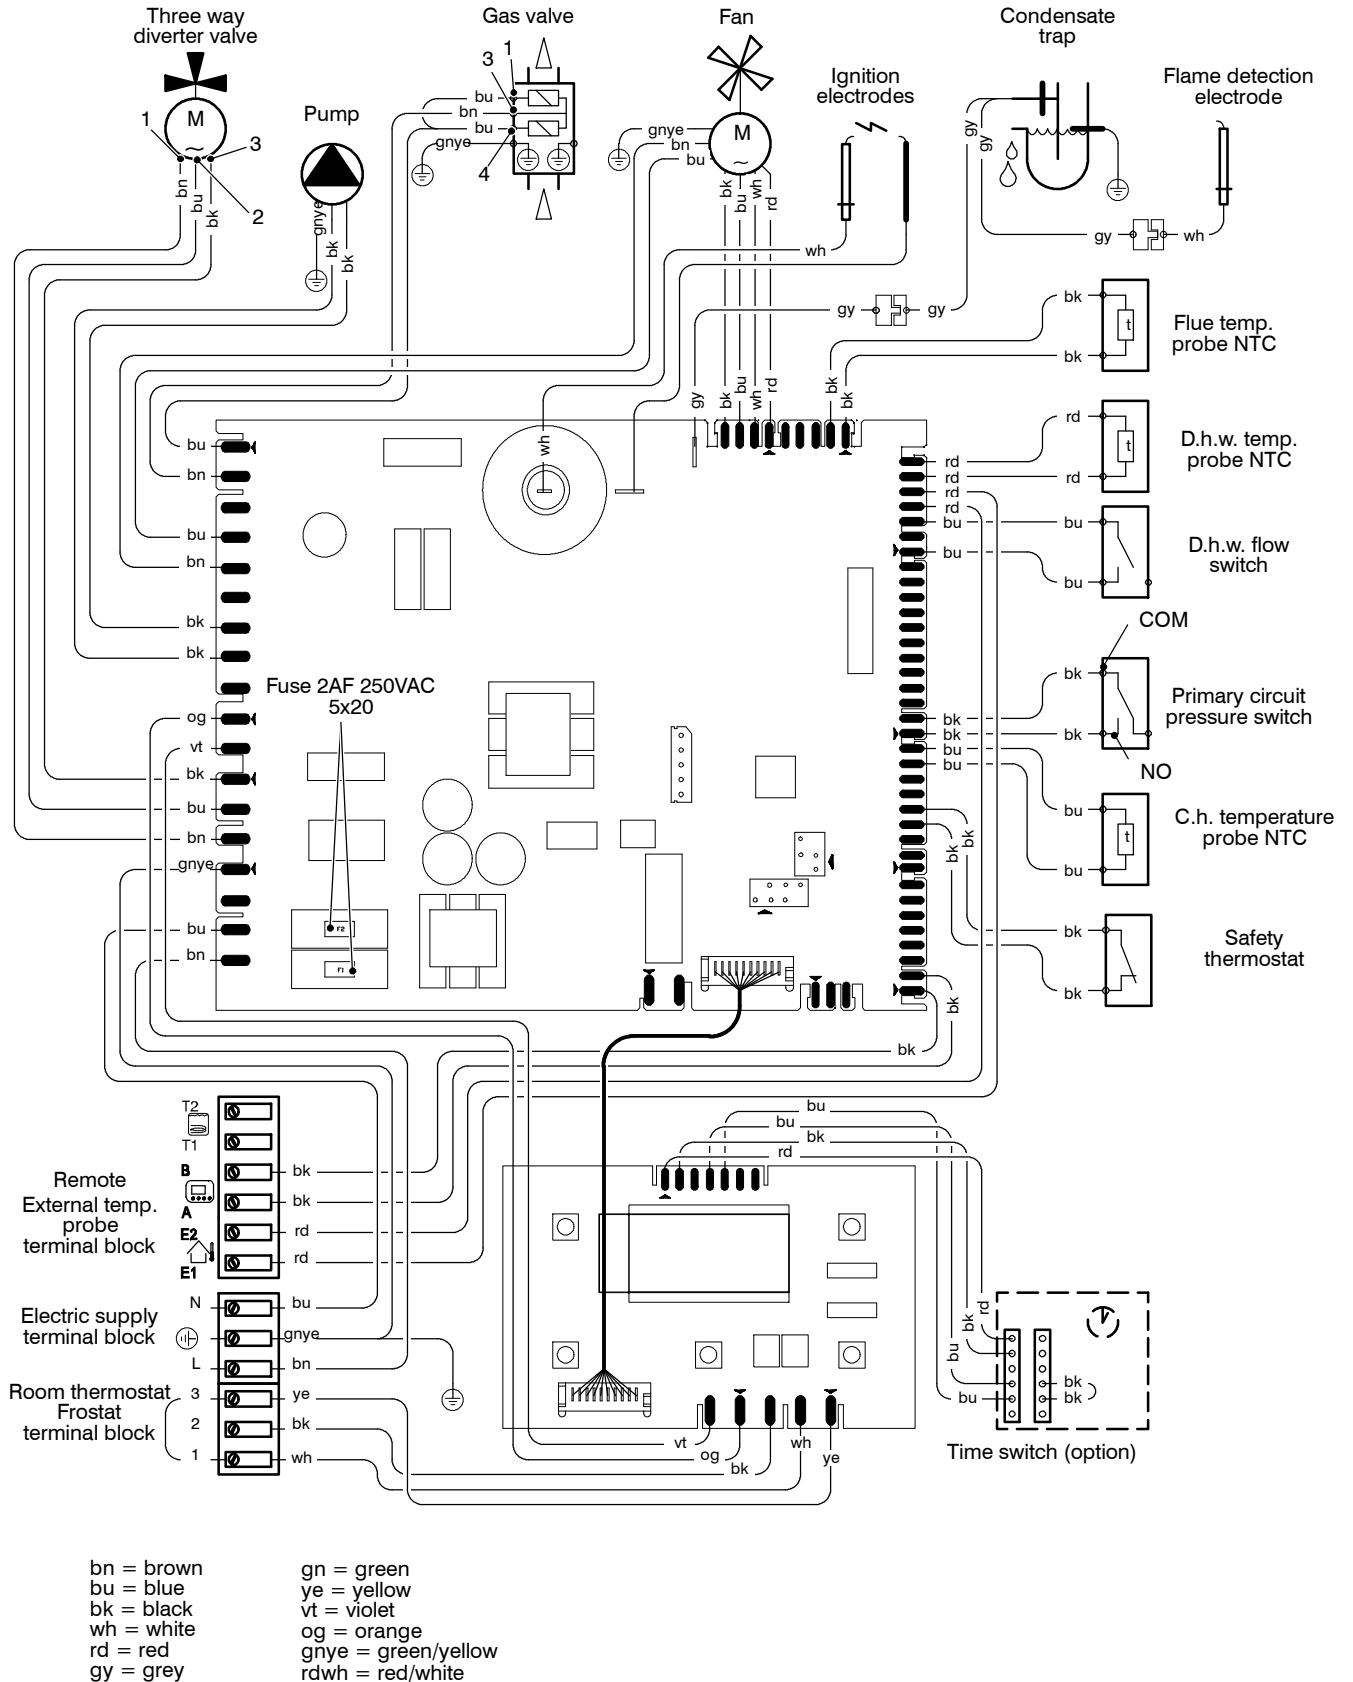 Three way
diverter valve
Gas valve
Fan
Condensate
trap
Ignition
electrodes
Flame detection
electrode
Pump
M
~
1
3
2
bn
bu
bk
gnye
bk
bk
1
3
4
bu
bn
bu
gnye
M
~
gnye
bn
bu
bk
bu
wh
rd
wh
gy
gy
gy
wh
gy
gy
gy
bk
bu
wh
rd
bk
bk
wh
bk
bk
t
Flue temp.
probe NTC
rd
rd
t
D.h.w. temp.
probe NTC
rd
rd
rd
rd
bu
bu
bu
bu
D.h.w. flow
switch
COM
bk
bk
bk
bk
NO
Primary circuit
pressure switch
bu
bu
bu
bu
t
C.h. temperature
probe NTC
bk
bk
bk
bk
Safety
thermostat
bk
bk
bu
bn
bu
bn
bk
bk
og
vt
bk
bu
bn
gnye
bu
bn
Fuse 2AF 250VAC
5x20
F2
F1
T2
T1
B
A
E2
E1
bk
bk
rd
rd
Remote
External temp.
probe
terminal block
N
L
bu
gnye
bn
Electric supply
terminal block
3
2
1
ye
bk
wh
Room thermostat
Frostat
terminal block
bu
bu
bk
rd
rd
bk
bu
bu
bk
bk
Time switch (option)
vt
og
bk
wh
ye
bn = brown
bu = blue
bk = black
wh = white
rd = red
gy = grey
gn = green
ye = yellow
vt = violet
og = orange
gnye = green/yellow
rdwh = red/white